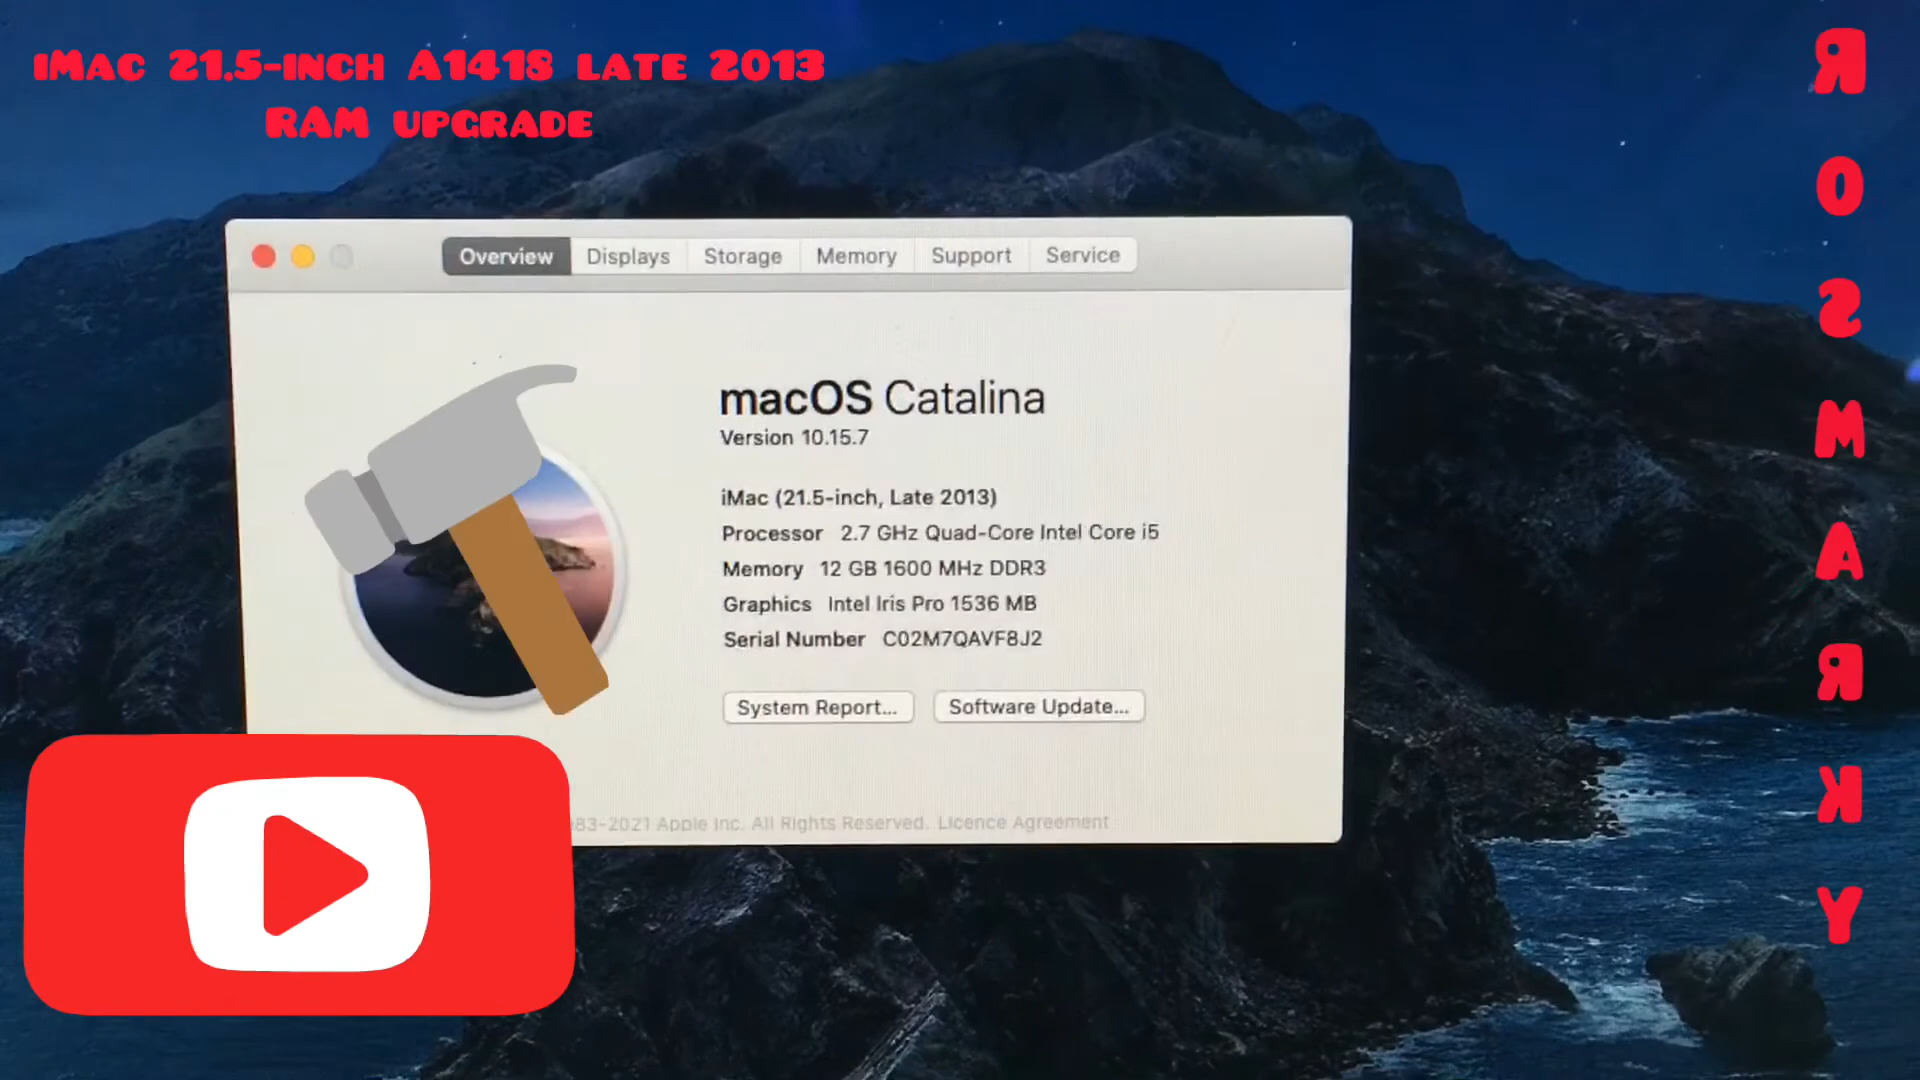 iMac 21.5-inch A1418 late 2013
RAM upgrade
ROSMARKY
Overview Displays Storage Memory Support Service
macOS Catalina
Version 10.15.7
iMac (21.5-inch, Late 2013)
Processor 2.7 GHz Quad-Core Intel Core i5
Memory 12 GB 1600 MHz DDR3
Graphics Intel Iris Pro 1536 MB
Serial Number C02M7QAVF8J2
System Report... Software Update...
83-2021 Apple Inc. All Rights Reserved. Licence Agreement